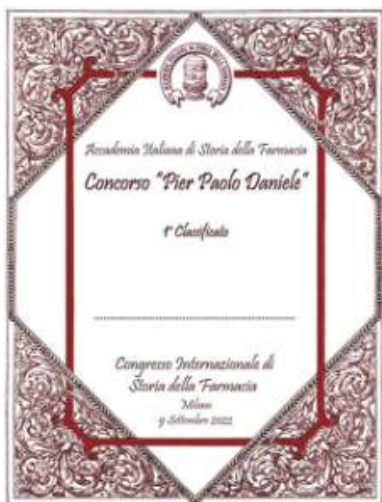 Accademia Italiana di Storia della Farmacia
Concorso "Pier Paolo Daniele"
1° Classificato
Congresso Internazionale di
Storia della Farmacia
Milano
9 Settembre 2022